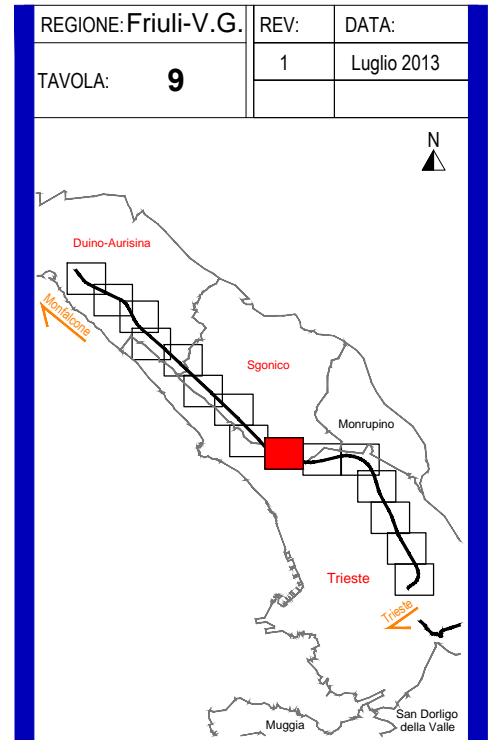 REGIONE: Friuli-V.G. REV: DATA:
TAVOLA: 9 1 Luglio 2013
N
Duino-Aurisina
Monfalcone
Sgonico
Monrupino
Trieste
Trieste
Muggia
San Dorligo
della Valle